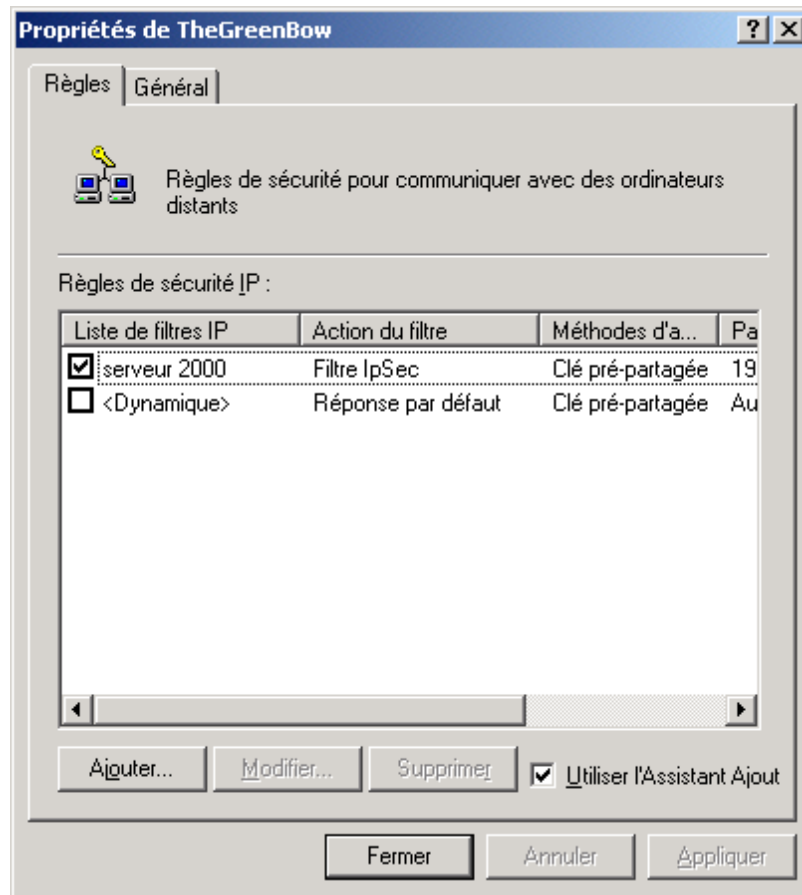 Propriétés de TheGreenBow
Règles
Général
Règles de sécurité pour communiquer avec des ordinateurs
distants
Règles de sécurité IP :
Liste de filtres IP Action du filtre Méthodes d'a... Pa
serveur 2000 Filtre IpSec Clé pré-partagée 19
<Dynamique> Réponse par défaut Clé pré-partagée Au
Ajouter... Modifier... Supprimer Utiliser l'Assistant Ajout
Fermer Annuler Appliquer